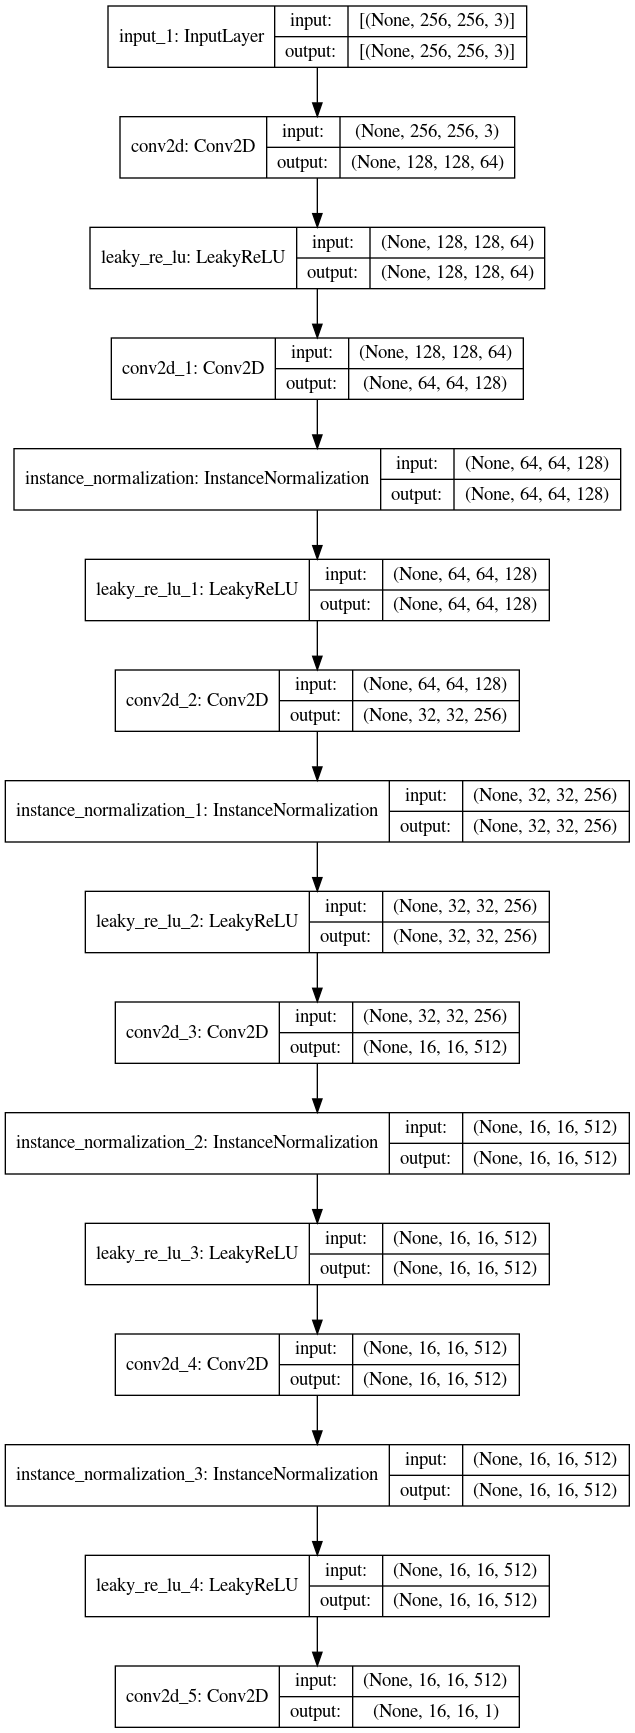 input_1: InputLayer
input: [(None, 256, 256, 3)]
output: [(None, 256, 256, 3)]
conv2d: Conv2D
input: (None, 256, 256, 3)
output: (None, 128, 128, 64)
leaky_re_lu: LeakyReLU
input: (None, 128, 128, 64)
output: (None, 128, 128, 64)
conv2d_1: Conv2D
input: (None, 128, 128, 64)
output: (None, 64, 64, 128)
instance_normalization: InstanceNormalization
input: (None, 64, 64, 128)
output: (None, 64, 64, 128)
leaky_re_lu_1: LeakyReLU
input: (None, 64, 64, 128)
output: (None, 64, 64, 128)
conv2d_2: Conv2D
input: (None, 64, 64, 128)
output: (None, 32, 32, 256)
instance_normalization_1: InstanceNormalization
input: (None, 32, 32, 256)
output: (None, 32, 32, 256)
leaky_re_lu_2: LeakyReLU
input: (None, 32, 32, 256)
output: (None, 32, 32, 256)
conv2d_3: Conv2D
input: (None, 32, 32, 256)
output: (None, 16, 16, 512)
instance_normalization_2: InstanceNormalization
input: (None, 16, 16, 512)
output: (None, 16, 16, 512)
leaky_re_lu_3: LeakyReLU
input: (None, 16, 16, 512)
output: (None, 16, 16, 512)
conv2d_4: Conv2D
input: (None, 16, 16, 512)
output: (None, 16, 16, 512)
instance_normalization_3: InstanceNormalization
input: (None, 16, 16, 512)
output: (None, 16, 16, 512)
leaky_re_lu_4: LeakyReLU
input: (None, 16, 16, 512)
output: (None, 16, 16, 512)
conv2d_5: Conv2D
input: (None, 16, 16, 512)
output: (None, 16, 16, 1)